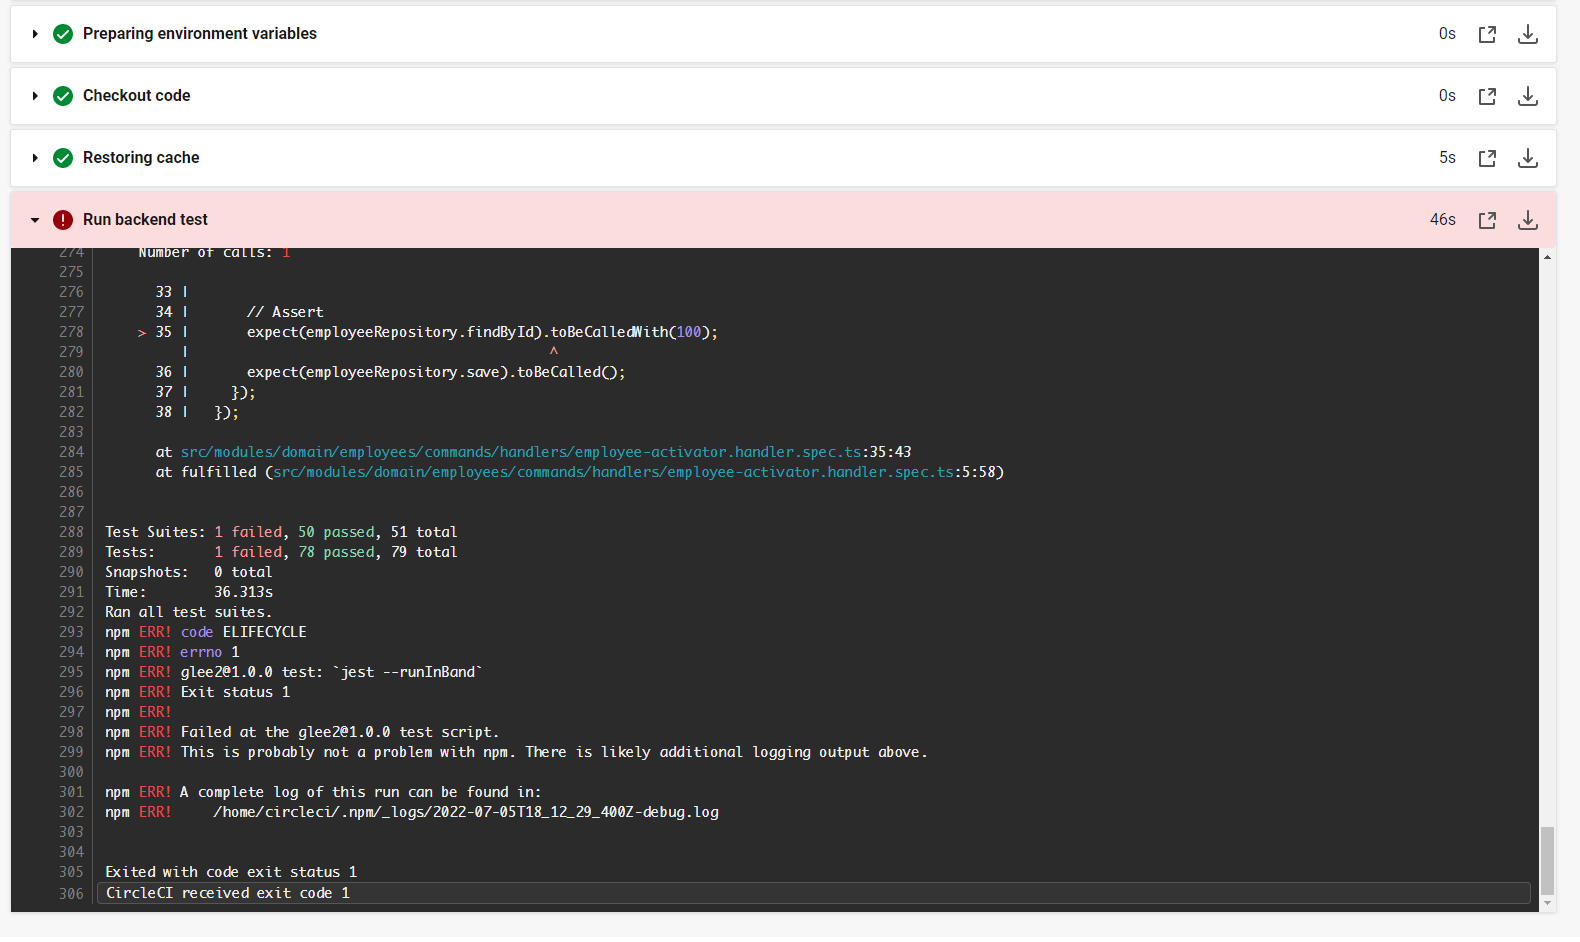 Preparing environment variables 0s
Checkout code 0s
Restoring cache 5s
Run backend test 46s
274 Number of calls: 1
275
276 33 |
277 34 | // Assert
278 > 35 | expect(employeeRepository.findById).toBeCalledWith(100);
279 | ^
280 36 | expect(employeeRepository.save).toBeCalled();
281 37 | });
282 38 | });
283
284 at src/modules/domain/employees/commands/handlers/employee-activator.handler.spec.ts:35:43
285 at fulfilled (src/modules/domain/employees/commands/handlers/employee-activator.handler.spec.ts:5:58)
286
287
288 Test Suites: 1 failed, 50 passed, 51 total
289 Tests: 1 failed, 78 passed, 79 total
290 Snapshots: 0 total
291 Time: 36.313s
292 Ran all test suites.
293 npm ERR! code ELIFECYCLE
294 npm ERR! errno 1
295 npm ERR! glee2@1.0.0 test: `jest --runInBand`
296 npm ERR! Exit status 1
297 npm ERR!
298 npm ERR! Failed at the glee2@1.0.0 test script.
299 npm ERR! This is probably not a problem with npm. There is likely additional logging output above.
300
301 npm ERR! A complete log of this run can be found in:
302 npm ERR! /home/circleci/.npm/_logs/2022-07-05T18_12_29_400Z-debug.log
303
304
305 Exited with code exit status 1
306 CircleCI received exit code 1